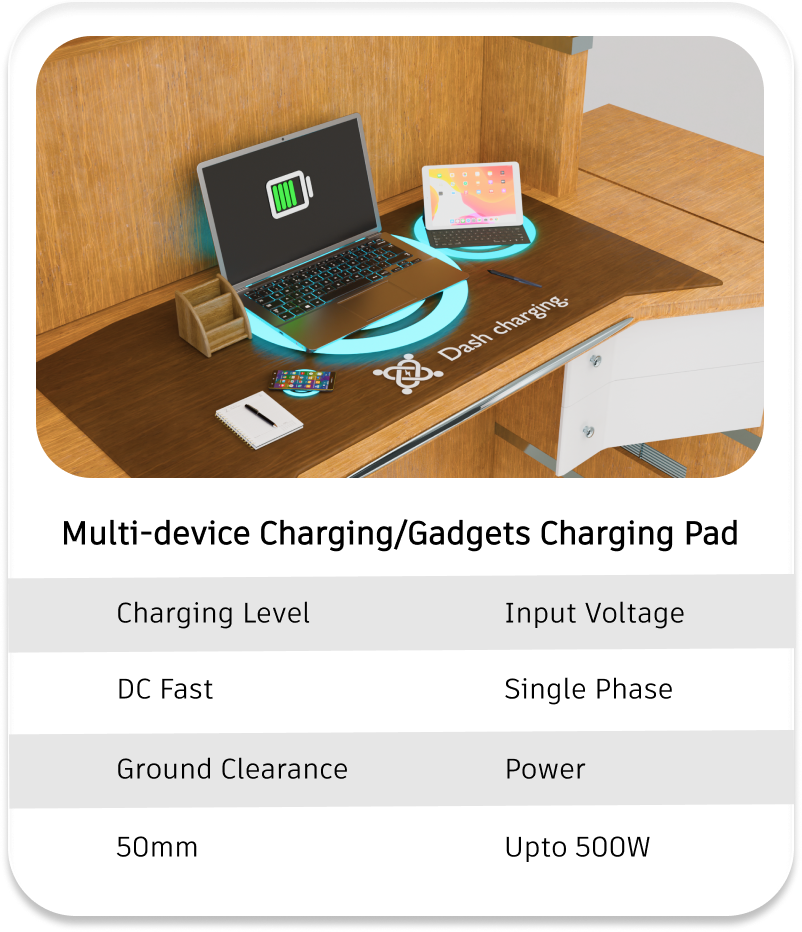 Dash charging.
Multi-device Charging/Gadgets Charging Pad
Charging Level Input Voltage
DC Fast Single Phase
Ground Clearance Power
50mm Upto 500W